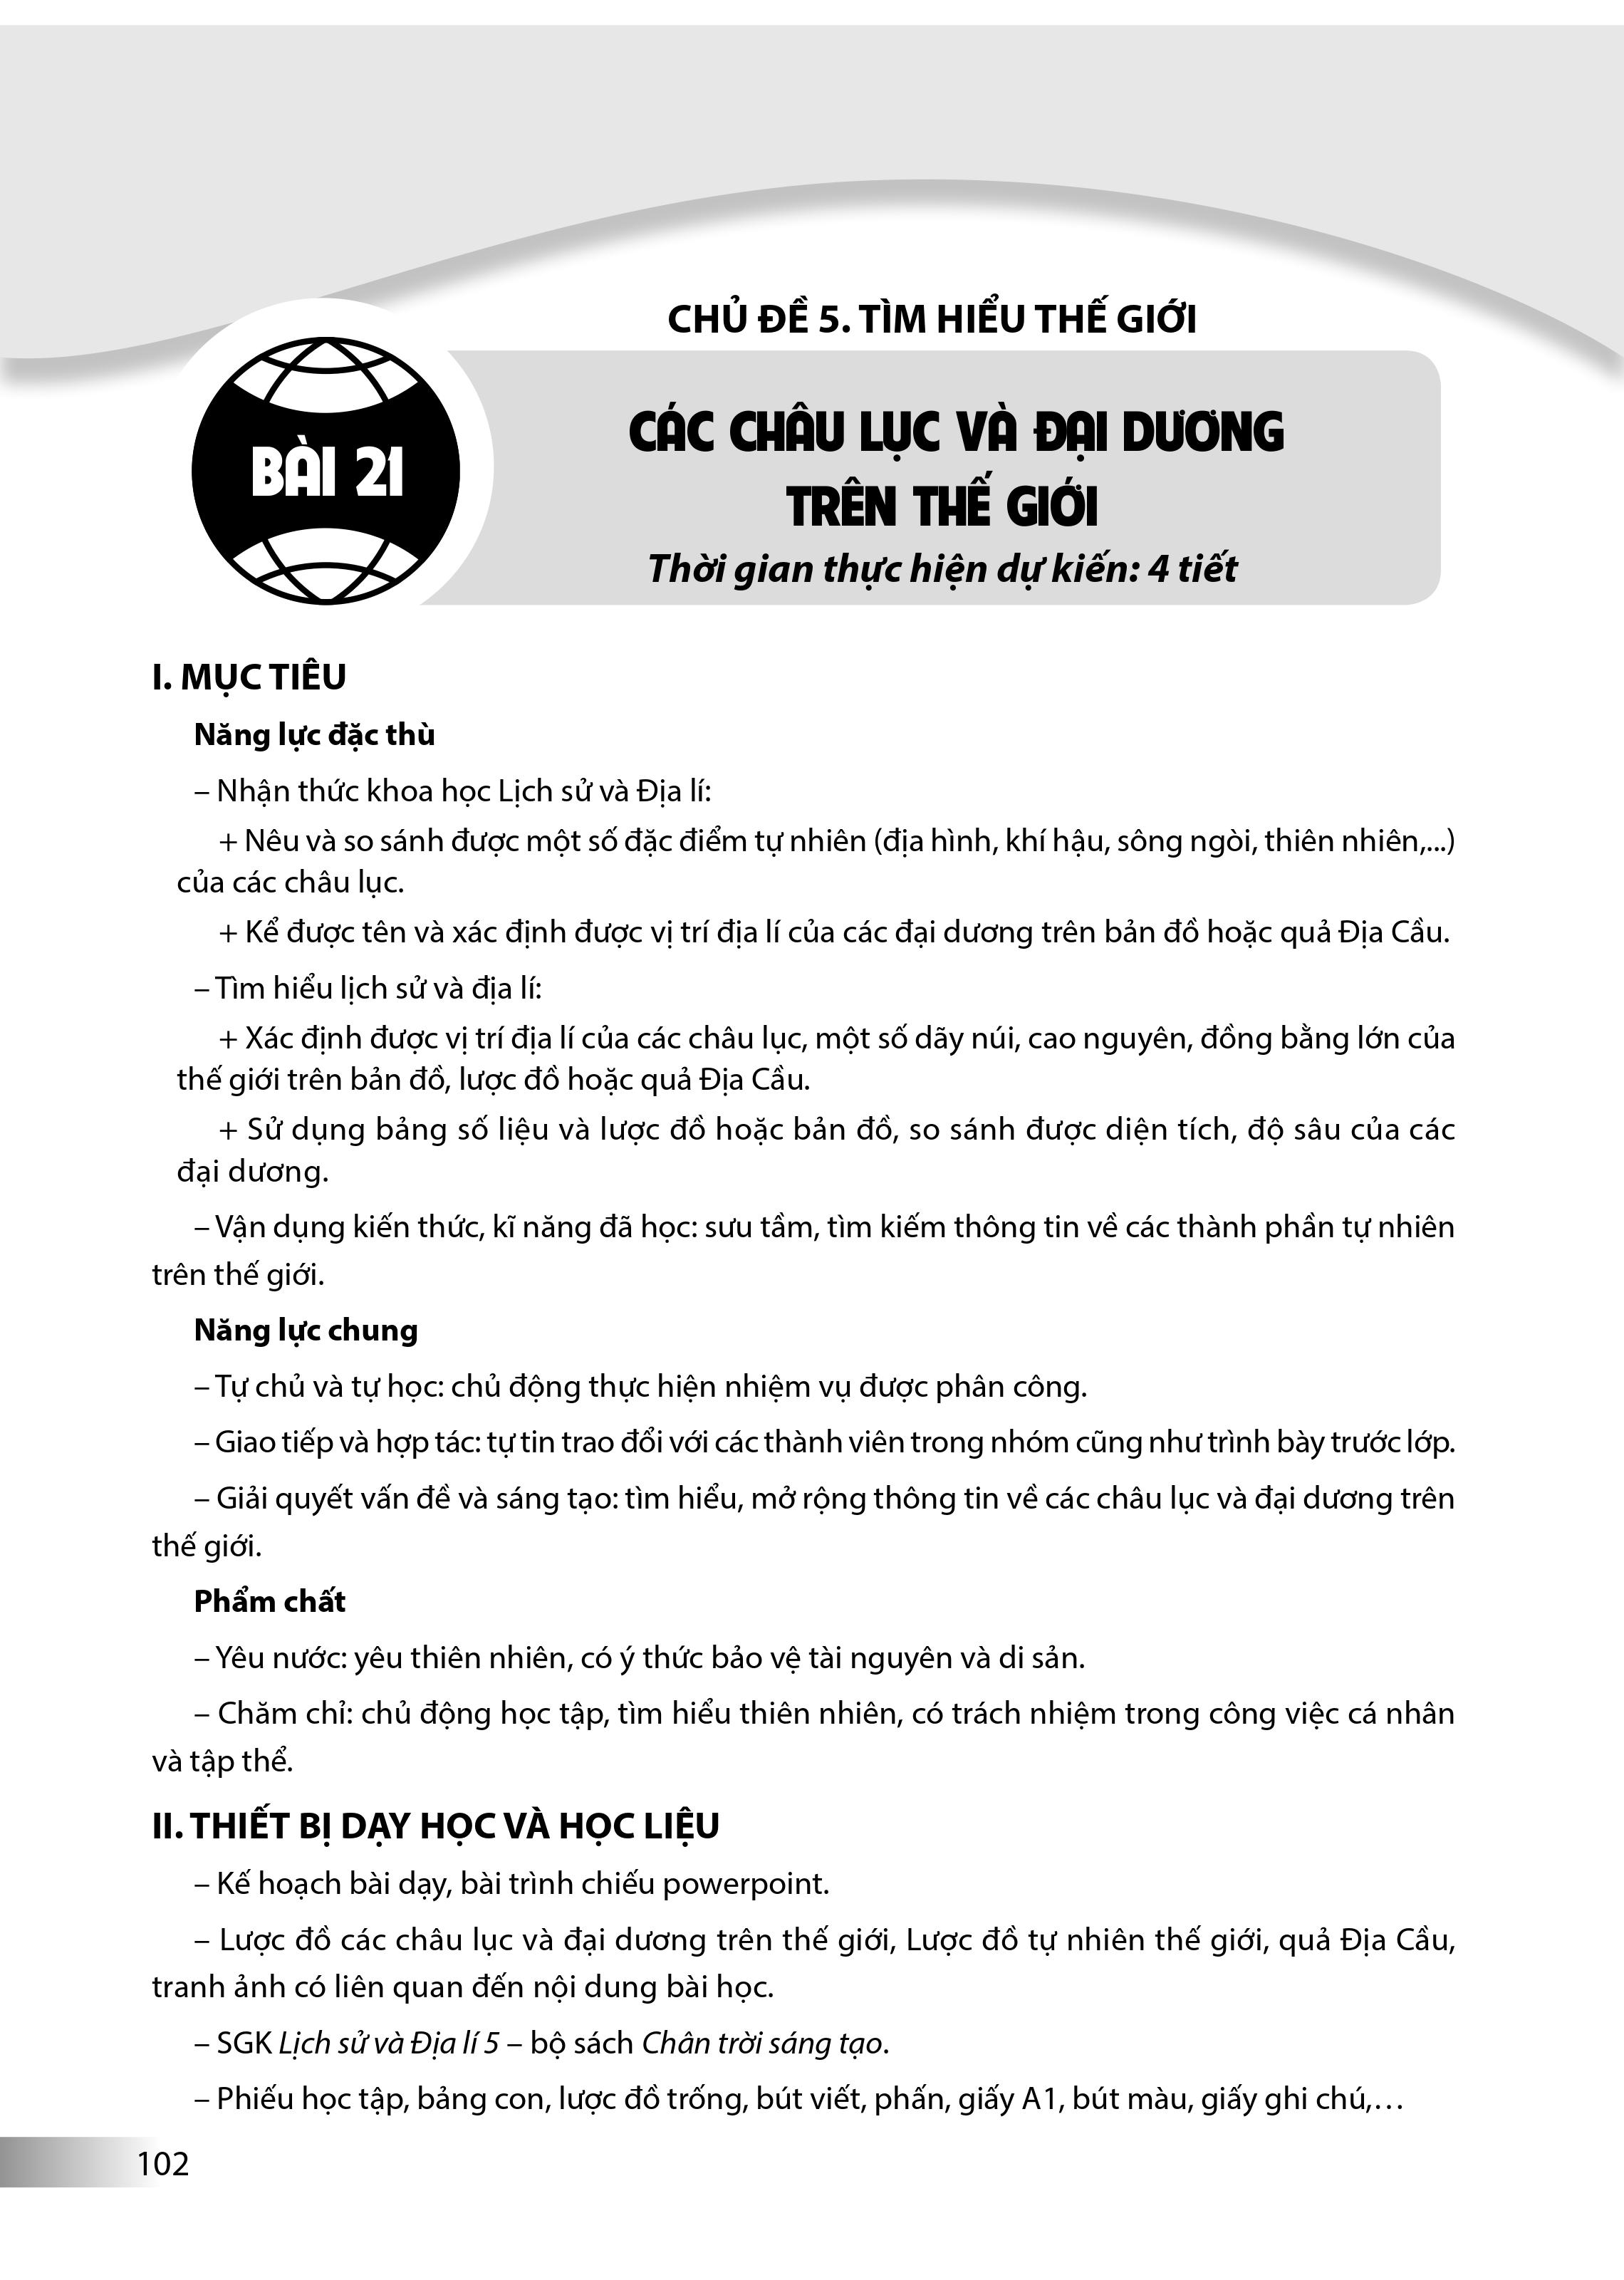 CHỦ ĐỀ 5. TÌM HIỂU THẾ GIỚI
BÀI 21
CÁC CHÂU LỤC VÀ ĐẠI DƯƠNG
TRÊN THẾ GIỚI
Thời gian thực hiện dự kiến: 4 tiết
I. MỤC TIÊU
Năng lực đặc thù
– Nhận thức khoa học Lịch sử và Địa lí:
+ Nêu và so sánh được một số đặc điểm tự nhiên (địa hình, khí hậu, sông ngòi, thiên nhiên,...)
của các châu lục.
+ Kể được tên và xác định được vị trí địa lí của các đại dương trên bản đồ hoặc quả Địa Cầu.
– Tìm hiểu lịch sử và địa lí:
+ Xác định được vị trí địa lí của các châu lục, một số dãy núi, cao nguyên, đồng bằng lớn của
thế giới trên bản đồ, lược đồ hoặc quả Địa Cầu.
+ Sử dụng bảng số liệu và lược đồ hoặc bản đồ, so sánh được diện tích, độ sâu của các
đại dương.
– Vận dụng kiến thức, kĩ năng đã học: sưu tầm, tìm kiếm thông tin về các thành phần tự nhiên
trên thế giới.
Năng lực chung
– Tự chủ và tự học: chủ động thực hiện nhiệm vụ được phân công.
– Giao tiếp và hợp tác: tự tin trao đổi với các thành viên trong nhóm cũng như trình bày trước lớp.
– Giải quyết vấn đề và sáng tạo: tìm hiểu, mở rộng thông tin về các châu lục và đại dương trên
thế giới.
Phẩm chất
– Yêu nước: yêu thiên nhiên, có ý thức bảo vệ tài nguyên và di sản.
– Chăm chỉ: chủ động học tập, tìm hiểu thiên nhiên, có trách nhiệm trong công việc cá nhân
và tập thể.
II. THIẾT BỊ DẠY HỌC VÀ HỌC LIỆU
– Kế hoạch bài dạy, bài trình chiếu powerpoint.
– Lược đồ các châu lục và đại dương trên thế giới, Lược đồ tự nhiên thế giới, quả Địa Cầu,
tranh ảnh có liên quan đến nội dung bài học.
– SGK Lịch sử và Địa lí 5 – bộ sách Chân trời sáng tạo.
– Phiếu học tập, bảng con, lược đồ trống, bút viết, phấn, giấy A1, bút màu, giấy ghi chú,…
102